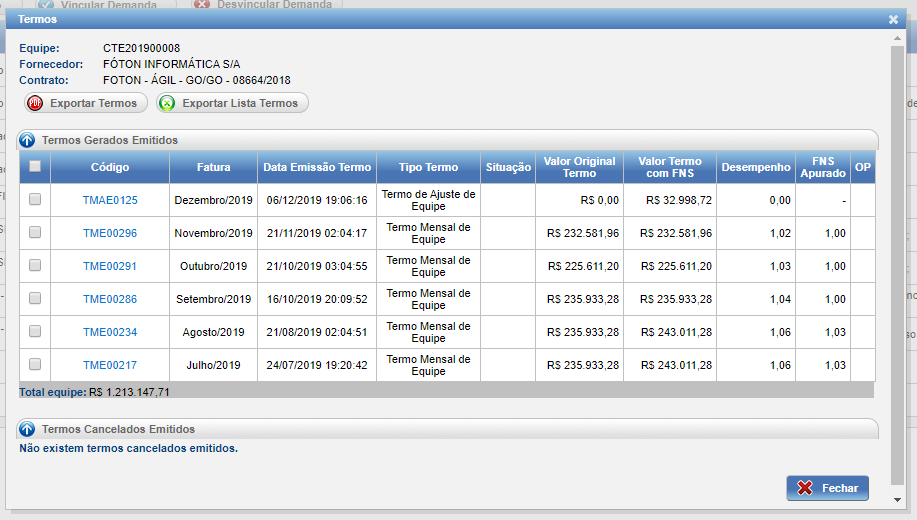 Vincular Demanda
Desvincular Demanda
Termos
Equipe: CTE201900008
Fornecedor: FÓTON INFORMÁTICA S/A
Contrato: FOTON - ÁGIL - GO/GO - 08664/2018
PDF Exportar Termos Exportar Lista Termos
Termos Gerados Emitidos
Código Fatura Data Emissão Termo Tipo Termo Situação Valor Original Termo Valor Termo com FNS Desempenho FNS Apurado OP
TMAE0125 Dezembro/2019 06/12/2019 19:06:16 Termo de Ajuste de Equipe R$ 0,00 R$ 32.998,72 0,00 -
TME00296 Novembro/2019 21/11/2019 02:04:17 Termo Mensal de Equipe R$ 232.581,96 R$ 232.581,96 1,02 1,00
TME00291 Outubro/2019 21/10/2019 03:04:55 Termo Mensal de Equipe R$ 225.611,20 R$ 225.611,20 1,03 1,00
TME00286 Setembro/2019 16/10/2019 20:09:52 Termo Mensal de Equipe R$ 235.933,28 R$ 235.933,28 1,04 1,00
TME00234 Agosto/2019 21/08/2019 02:04:51 Termo Mensal de Equipe R$ 235.933,28 R$ 243.011,28 1,06 1,03
TME00217 Julho/2019 24/07/2019 19:20:42 Termo Mensal de Equipe R$ 235.933,28 R$ 243.011,28 1,06 1,03
Total equipe: R$ 1.213.147,71
Termos Cancelados Emitidos
Não existem termos cancelados emitidos.
Fechar